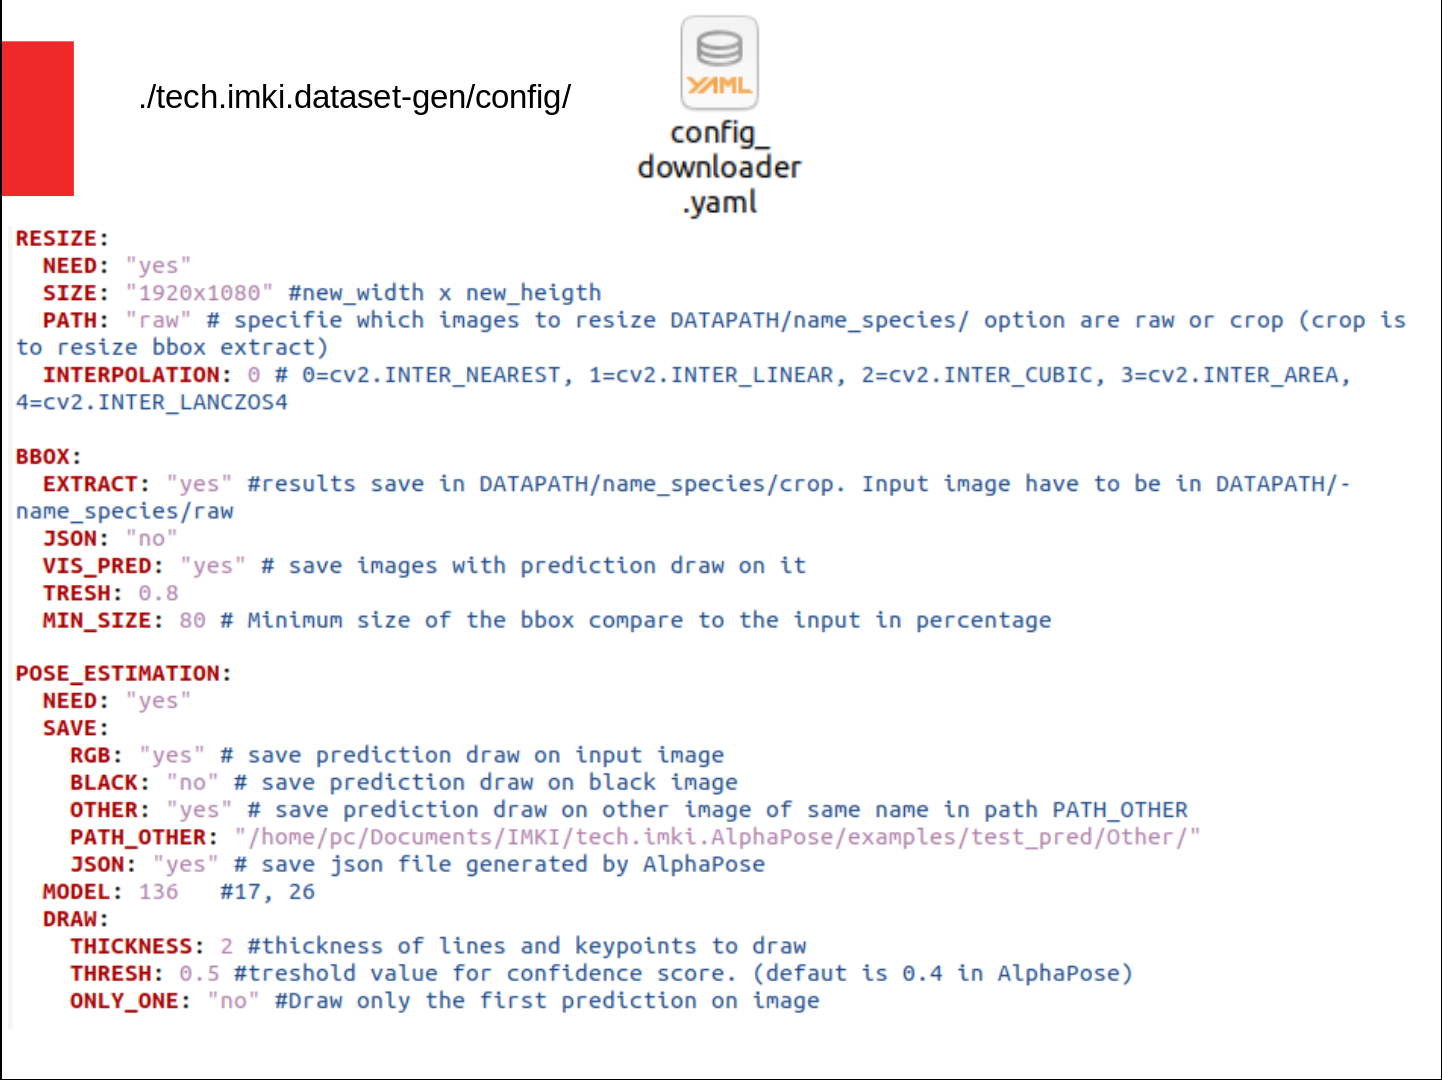 ./tech.imki.dataset-gen/config/
YAML
config_
downloader
.yaml
RESIZE:
  NEED: "yes"
  SIZE: "1920x1080" #new_width x new_heigth
  PATH: "raw" # specifie which images to resize DATAPATH/name_species/ option are raw or crop (crop is
to resize bbox extract)
  INTERPOLATION: 0 # 0=cv2.INTER_NEAREST, 1=cv2.INTER_LINEAR, 2=cv2.INTER_CUBIC, 3=cv2.INTER_AREA,
4=cv2.INTER_LANCZOS4
BBOX:
  EXTRACT: "yes" #results save in DATAPATH/name_species/crop. Input image have to be in DATAPATH/-
name_species/raw
  JSON: "no"
  VIS_PRED: "yes" # save images with prediction draw on it
  TRESH: 0.8
  MIN_SIZE: 80 # Minimum size of the bbox compare to the input in percentage
POSE_ESTIMATION:
  NEED: "yes"
  SAVE:
    RGB: "yes" # save prediction draw on input image
    BLACK: "no" # save prediction draw on black image
    OTHER: "yes" # save prediction draw on other image of same name in path PATH_OTHER
    PATH_OTHER: "/home/pc/Documents/IMKI/tech.imki.AlphaPose/examples/test_pred/Other/"
    JSON: "yes" # save json file generated by AlphaPose
  MODEL: 136   #17, 26
  DRAW:
    THICKNESS: 2 #thickness of lines and keypoints to draw
    THRESH: 0.5 #treshold value for confidence score. (defaut is 0.4 in AlphaPose)
    ONLY_ONE: "no" #Draw only the first prediction on image